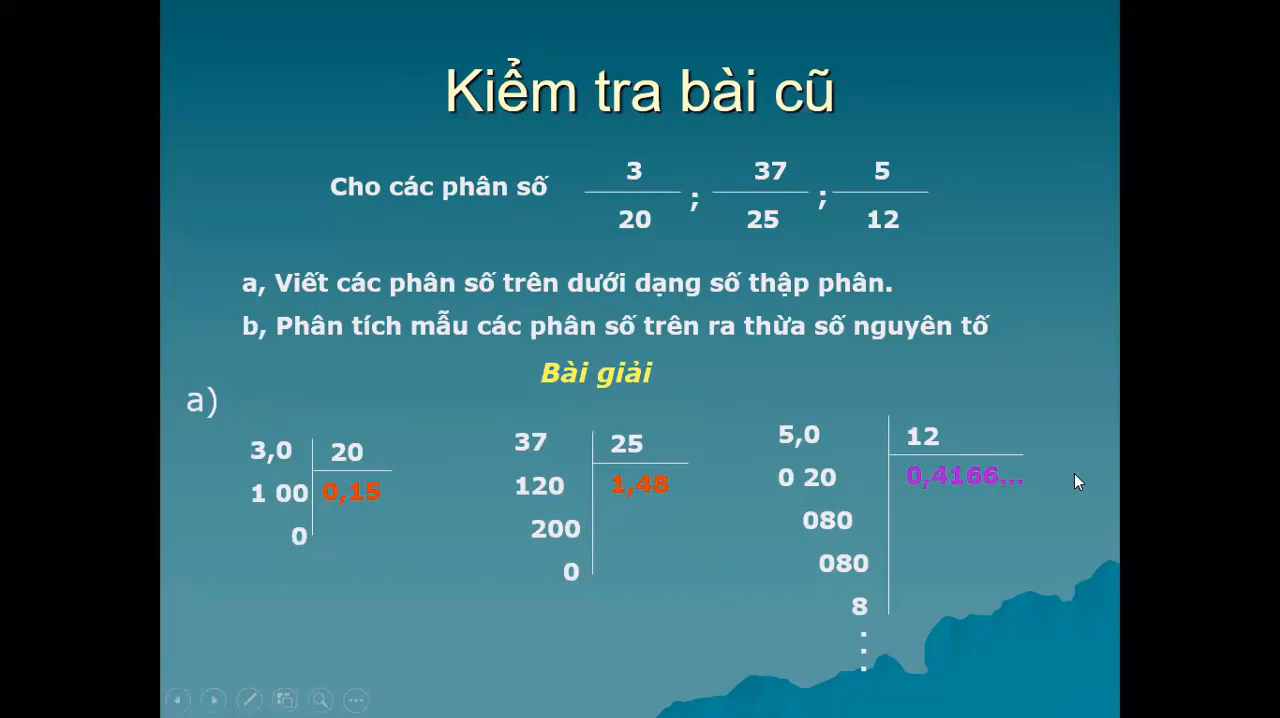 Kiểm tra bài cũ
Cho các phân số 3/20 ; 37/25 ; 5/12
a, Viết các phân số trên dưới dạng số thập phân.
b, Phân tích mẫu các phân số trên ra thừa số nguyên tố
Bài giải
a)
3,0 20
1 00 0,15
0
37 25
120 1,48
200
0
5,0 12
0 20 0,4166...
080
080
8
.
.
.